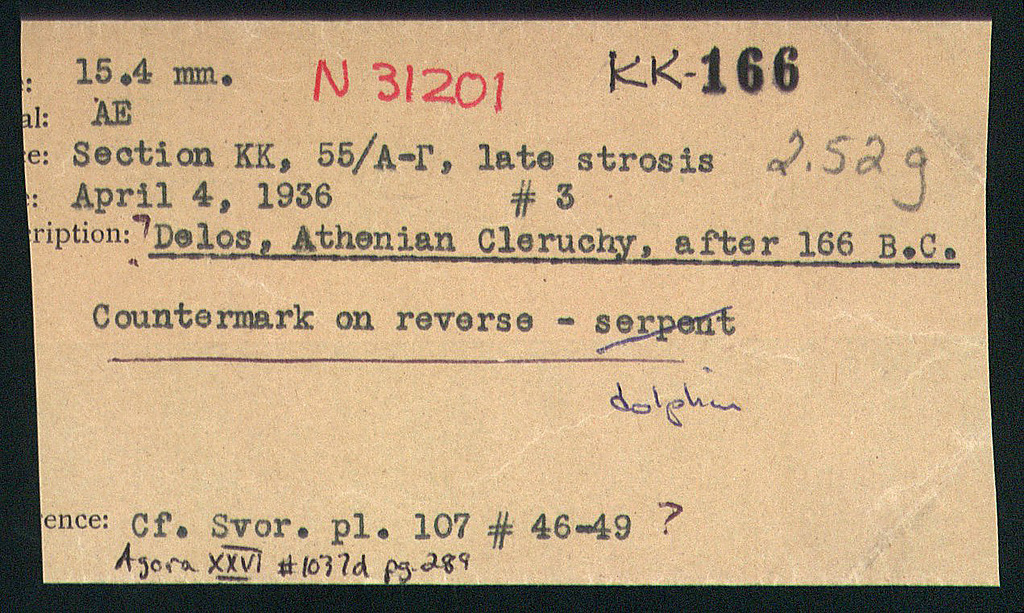 : 15.4 mm. N 31201 KK-166
al: AE
e: Section KK, 55/A-Γ, late strosis 2.52 g
: April 4, 1936 # 3
ription: ? Delos, Athenian Cleruchy, after 166 B.C.
Countermark on reverse - serpent
dolphin
ence: Cf. Svor. pl. 107 # 46-49 ?
Agora XXVI #1037d pg. 289